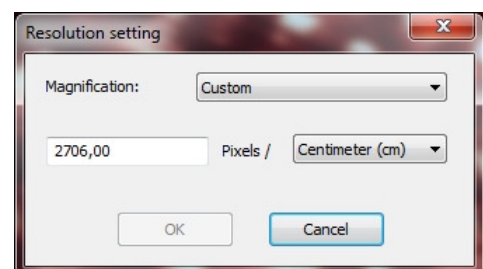 Resolution setting
Magnification: Custom
2706,00 Pixels / Centimeter (cm)
OK Cancel